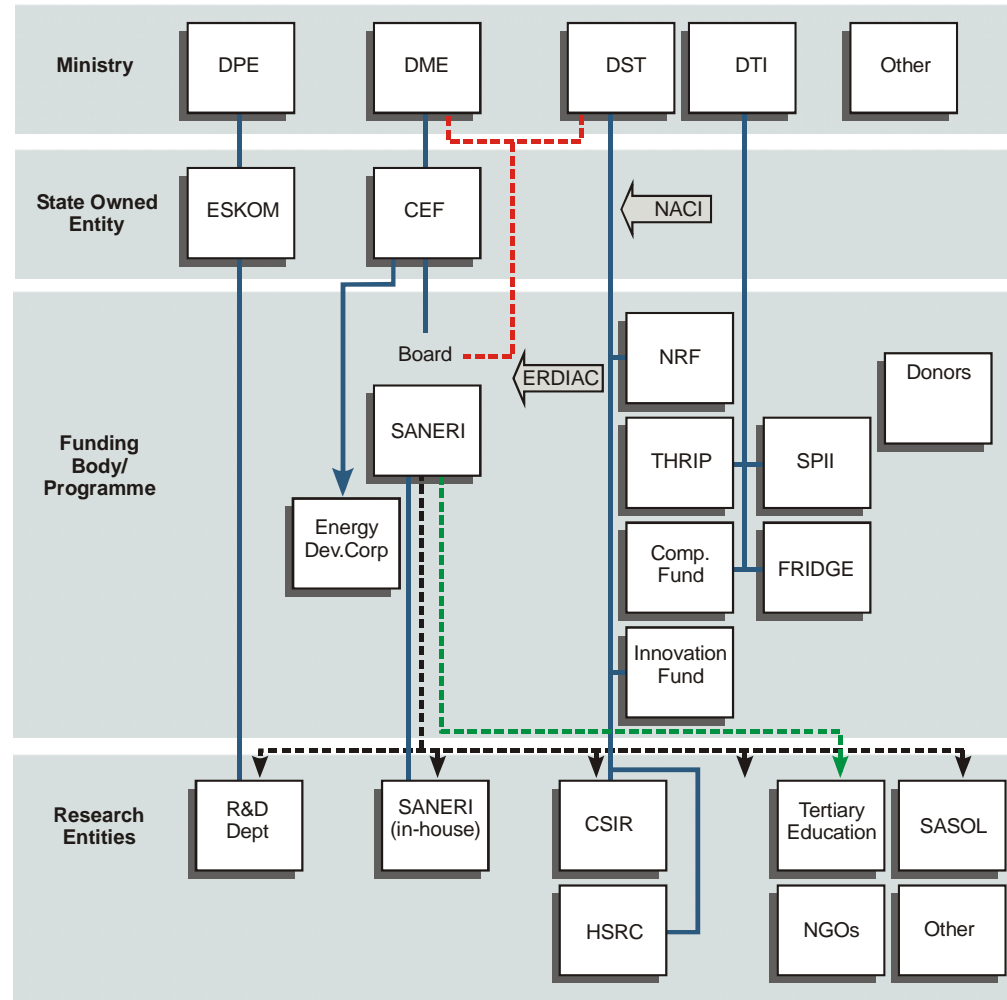 Ministry
DPE
DME
DST
DTI
Other
State Owned
Entity
ESKOM
CEF
NACI
Board
ERDIAC
NRF
Donors
Funding
Body/
Programme
SANERI
THRIP
SPII
Energy
Dev.Corp
Comp.
Fund
FRIDGE
Innovation
Fund
Research
Entities
R&D
Dept
SANERI
(in-house)
CSIR
Tertiary
Education
SASOL
HSRC
NGOs
Other